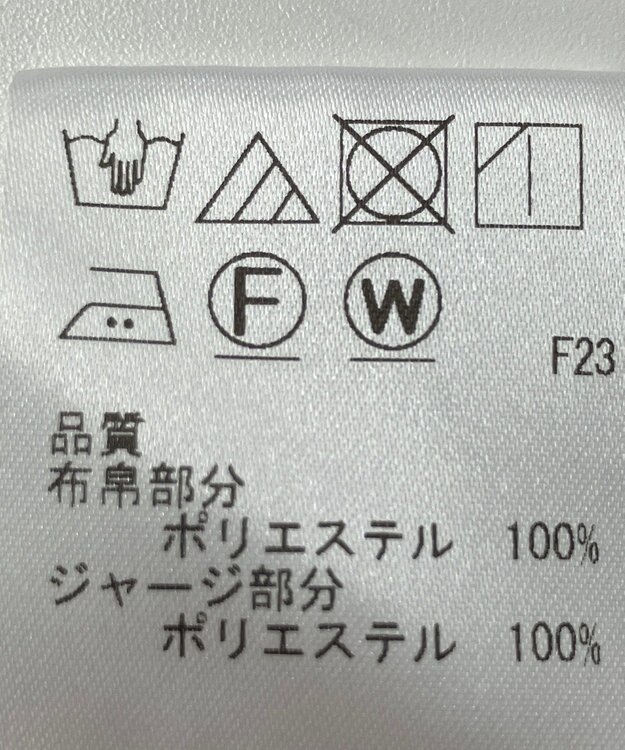 F W
F23
品質
布帛部分
ポリエステル 100%
ジャージ部分
ポリエステル 100%